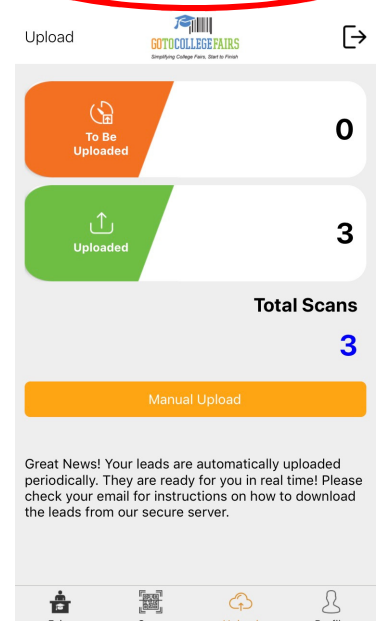 Upload
GOTOCOLLEGEFAIRS
Simplifying College Fairs, Start to Finish
To Be
Uploaded
0
Uploaded
3
Total Scans
3
Manual Upload
Great News! Your leads are automatically uploaded
periodically. They are ready for you in real time! Please
check your email for instructions on how to download
the leads from our secure server.